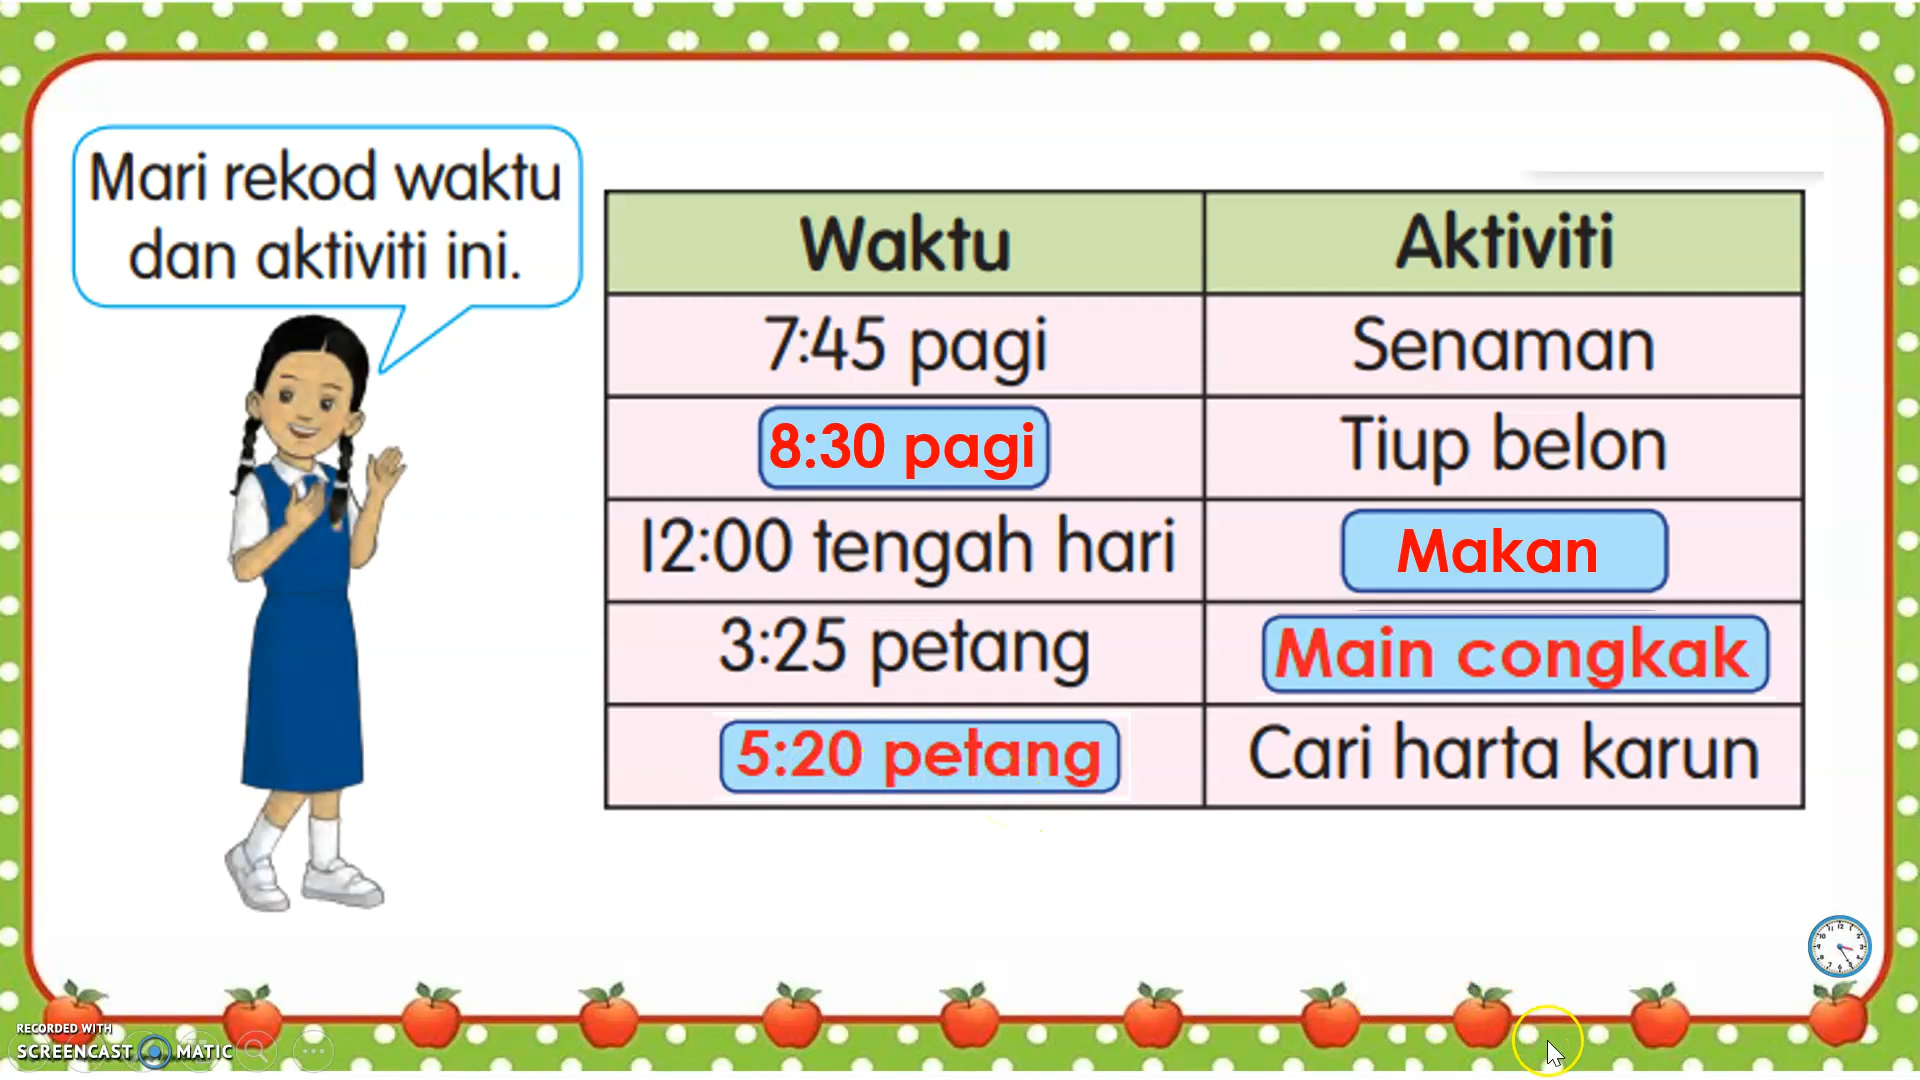 Mari rekod waktu
dan aktiviti ini.
Waktu Aktiviti
7:45 pagi Senaman
8:30 pagi Tiup belon
12:00 tengah hari Makan
3:25 petang Main congkak
5:20 petang Cari harta karun
RECORDED WITH
SCREENCAST MATIC